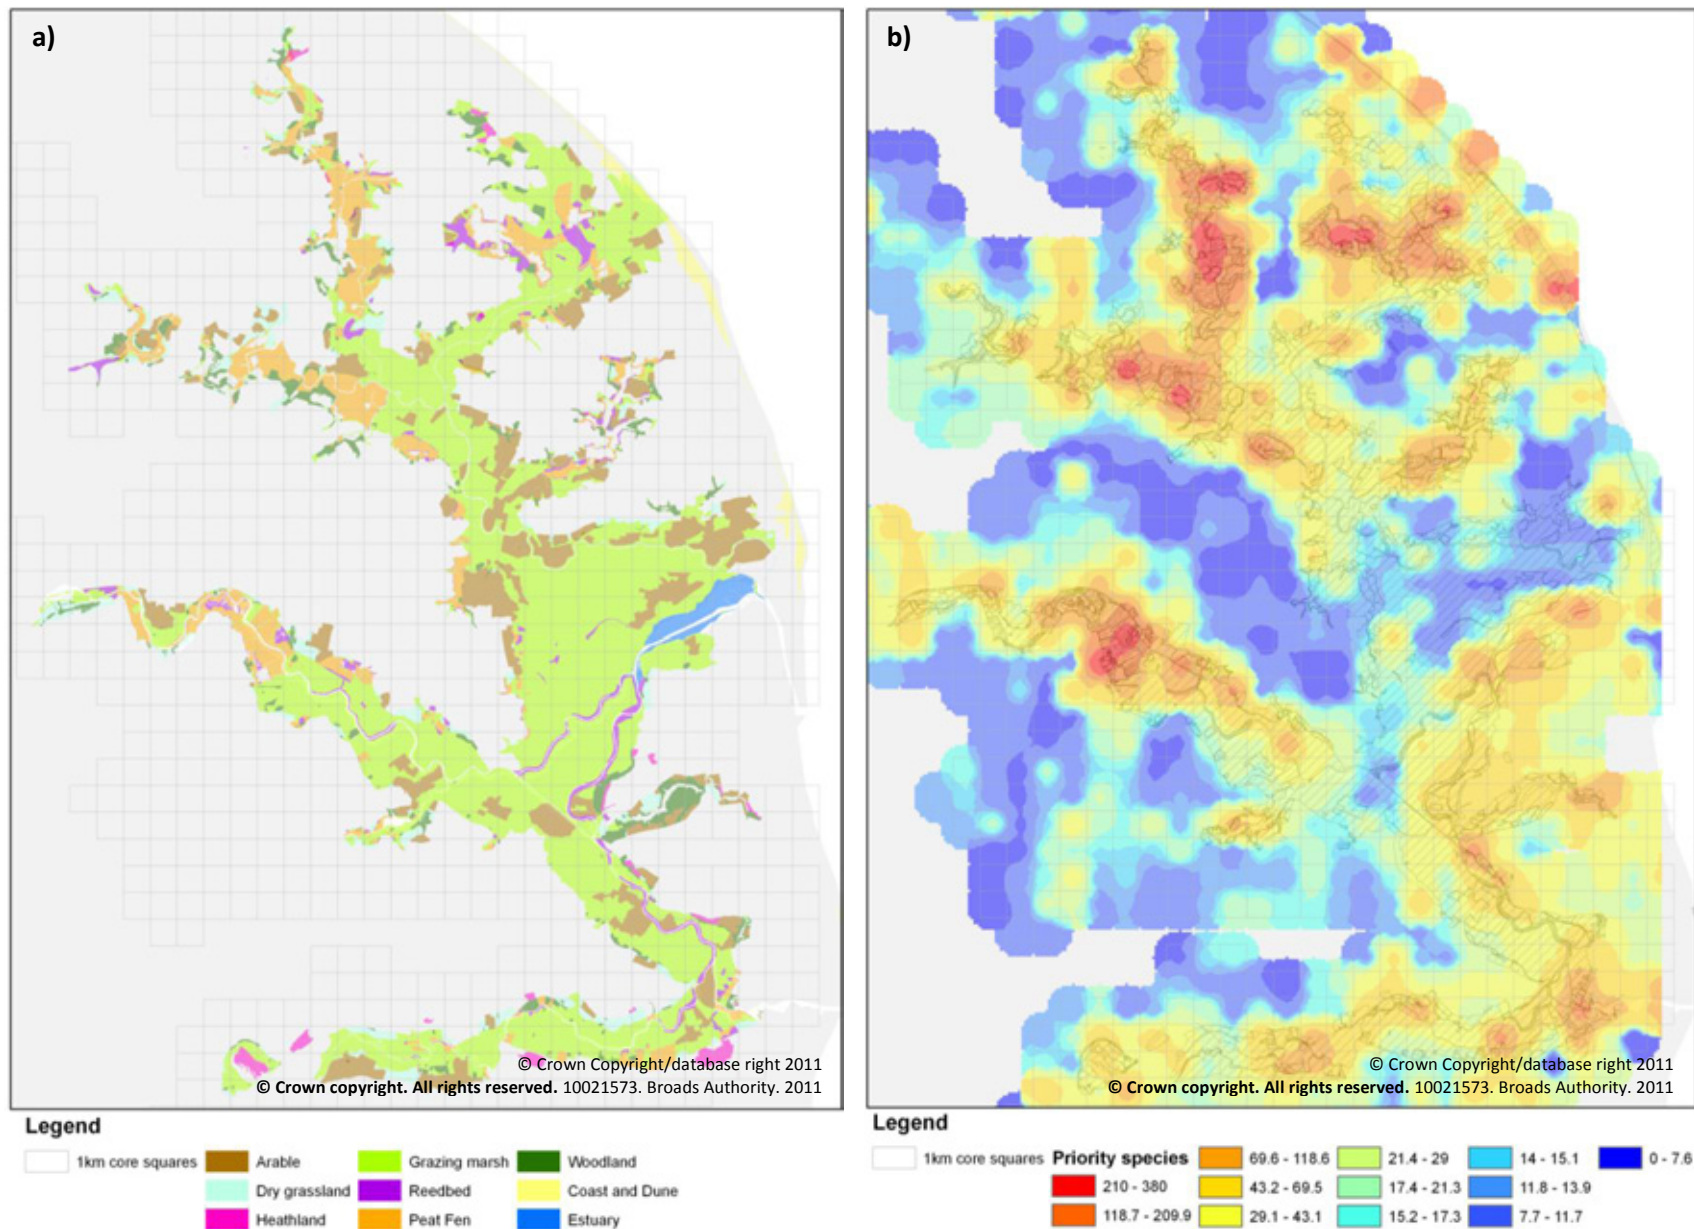 a)
© Crown Copyright/database right 2011
© Crown copyright. All rights reserved. 10021573. Broads Authority. 2011
Legend
1km core squares
Arable
Grazing marsh
Woodland
Dry grassland
Reedbed
Coast and Dune
Heathland
Peat Fen
Estuary
b)
© Crown Copyright/database right 2011
© Crown copyright. All rights reserved. 10021573. Broads Authority. 2011
Legend
1km core squares
Priority species
69.6 - 118.6
21.4 - 29
14 - 15.1
0 - 7.6
210 - 380
43.2 - 69.5
17.4 - 21.3
11.8 - 13.9
118.7 - 209.9
29.1 - 43.1
15.2 - 17.3
7.7 - 11.7